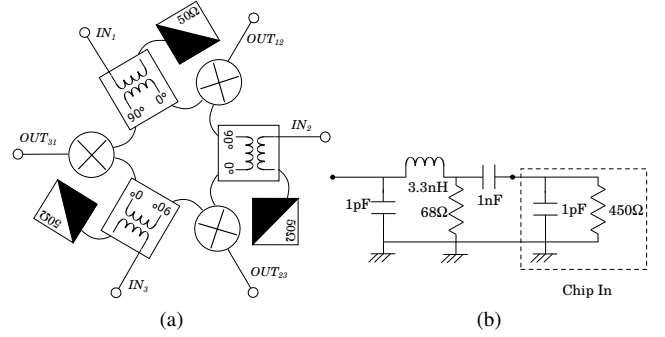 IN1
50Ω
OUT12
90° 0°
OUT31
IN2
90° 0°
50Ω
0° 90°
50Ω
IN3
OUT23
(a)
1pF
3.3nH
68Ω
1nF
1pF
450Ω
Chip In
(b)